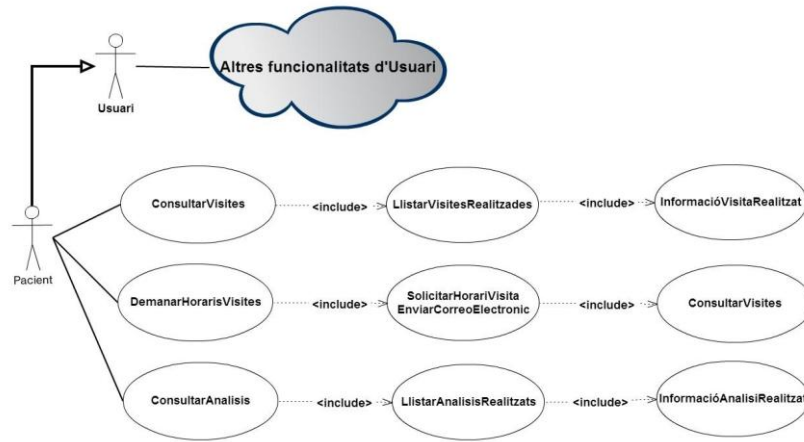 Altres funcionalitats d'Usuari
Usuari
ConsultarVisites
<include>
LlistarVisitesRealitzades
<include>
InformacióVisitaRealitzat
Pacient
DemanarHorarisVisites
<include>
SolicitarHorariVisita
EnviarCorreoElectronic
<include>
ConsultarVisites
ConsultarAnalisis
<include>
LlistarAnalisisRealitzats
<include>
InformacióAnalisiRealitzat